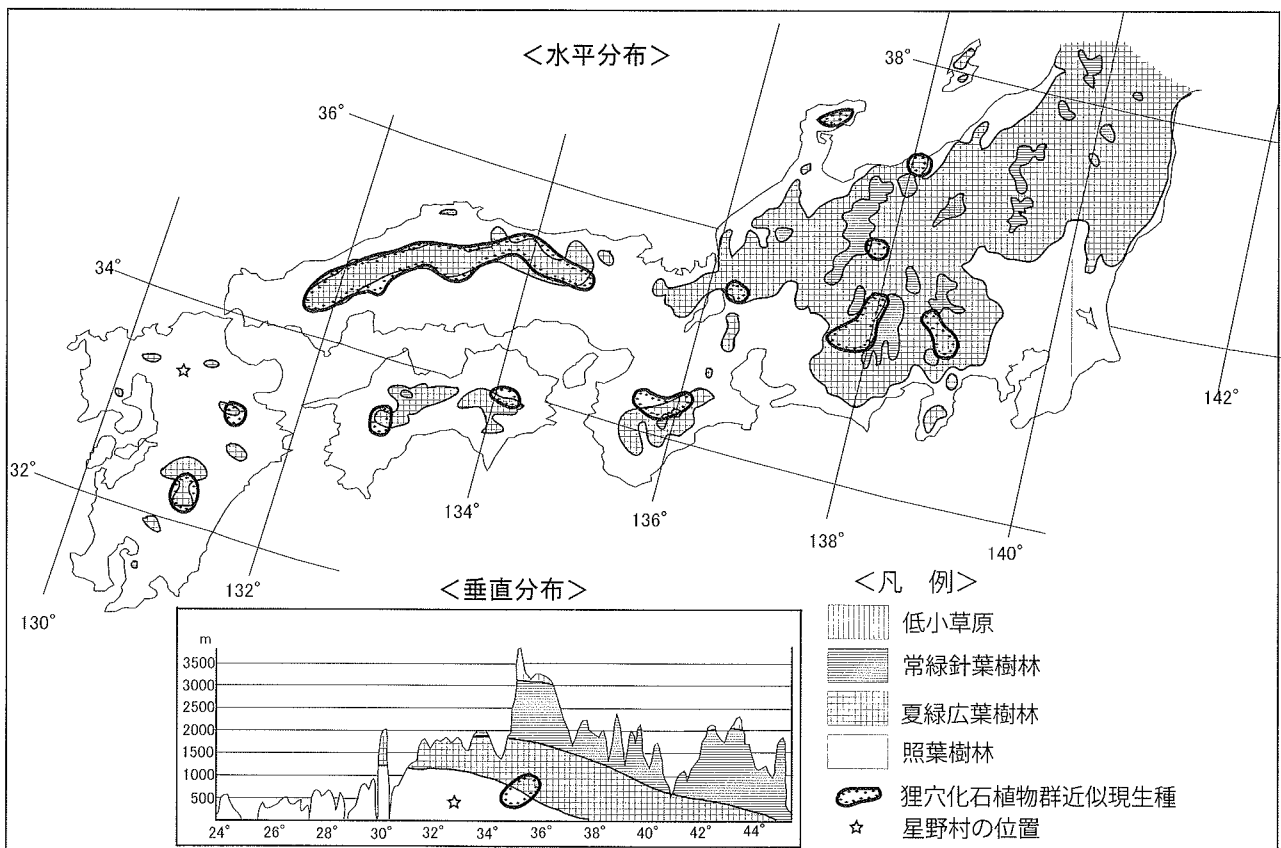 ＜水平分布＞
38°
36°
34°
32°
142°
140°
138°
136°
134°
132°
130°
＜垂直分布＞
m
3500
3000
2500
2000
1500
1000
500
24° 26° 28° 30° 32° 34° 36° 38° 40° 42° 44°
＜凡　例＞
低小草原
常緑針葉樹林
夏緑広葉樹林
照葉樹林
狸穴化石植物群近似現生種
星野村の位置